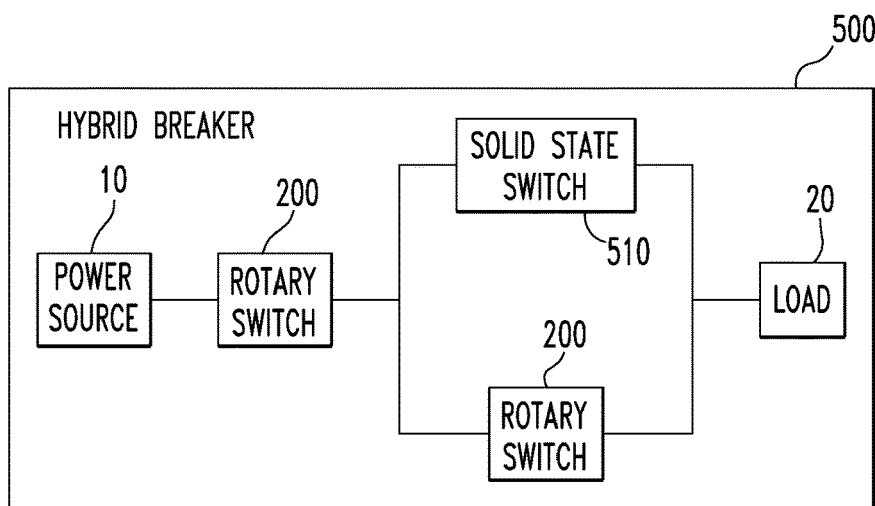 500
HYBRID BREAKER
SOLID STATE
SWITCH
510
10
200
20
POWER
SOURCE
ROTARY
SWITCH
LOAD
200
ROTARY
SWITCH